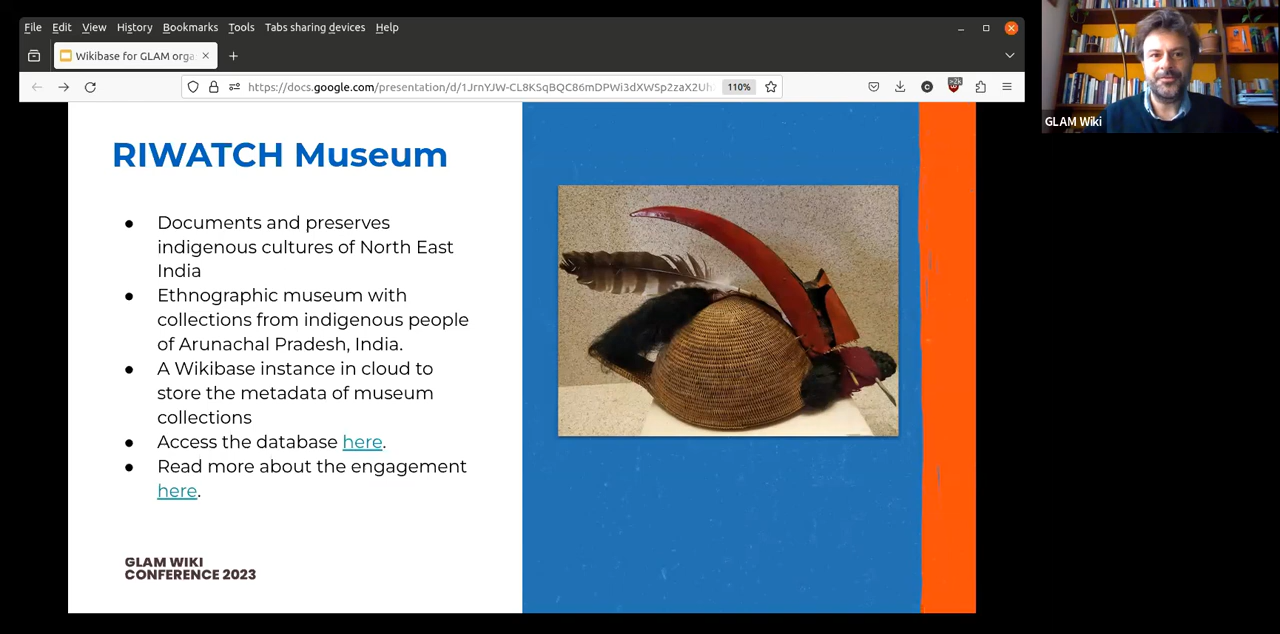 File Edit View History Bookmarks Tools Tabs sharing devices Help
Wikibase for GLAM orga
https://docs.google.com/presentation/d/1JrnYJW-CL8KSqBQC86mDPWi3dXWSp2zaX2Uh
110%
>2k
GLAM Wiki
RIWATCH Museum
● Documents and preserves
indigenous cultures of North East
India
● Ethnographic museum with
collections from indigenous people
of Arunachal Pradesh, India.
● A Wikibase instance in cloud to
store the metadata of museum
collections
● Access the database here.
● Read more about the engagement
here.
GLAM WIKI
CONFERENCE 2023